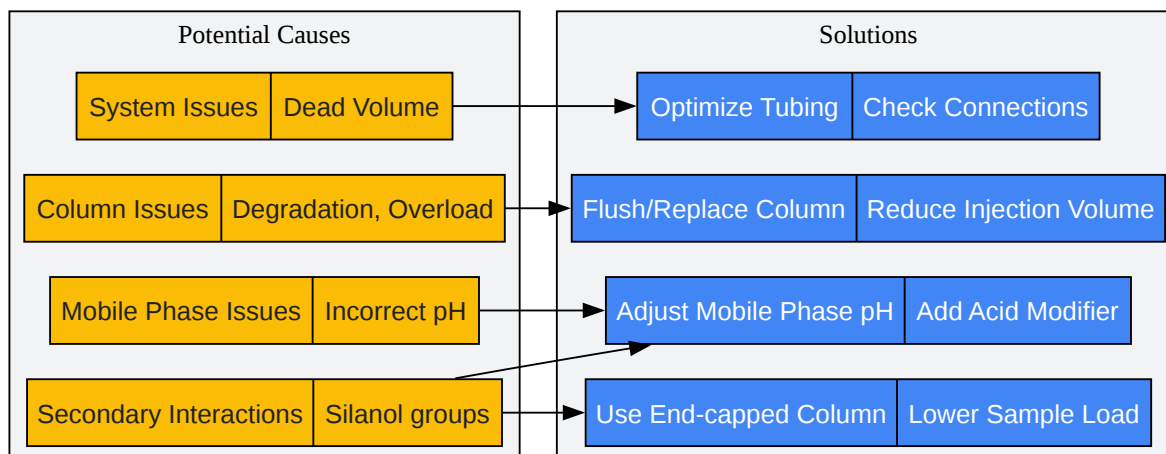 Potential Causes
Solutions
System Issues
Dead Volume
Optimize Tubing
Check Connections
Column Issues
Degradation, Overload
Flush/Replace Column
Reduce Injection Volume
Mobile Phase Issues
Incorrect pH
Adjust Mobile Phase pH
Add Acid Modifier
Secondary Interactions
Silanol groups
Use End-capped Column
Lower Sample Load